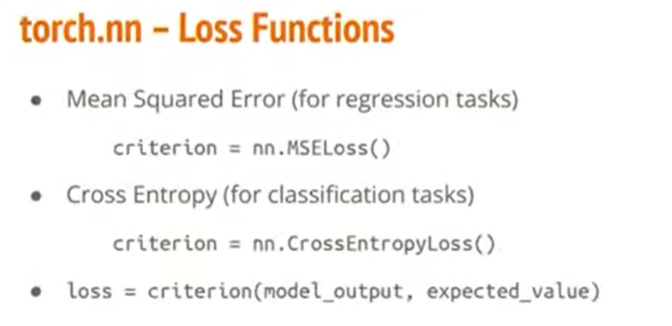 torch.nn – Loss Functions
• Mean Squared Error (for regression tasks)
criterion = nn.MSELoss()
• Cross Entropy (for classification tasks)
criterion = nn.CrossEntropyLoss()
• loss = criterion(model_output, expected_value)